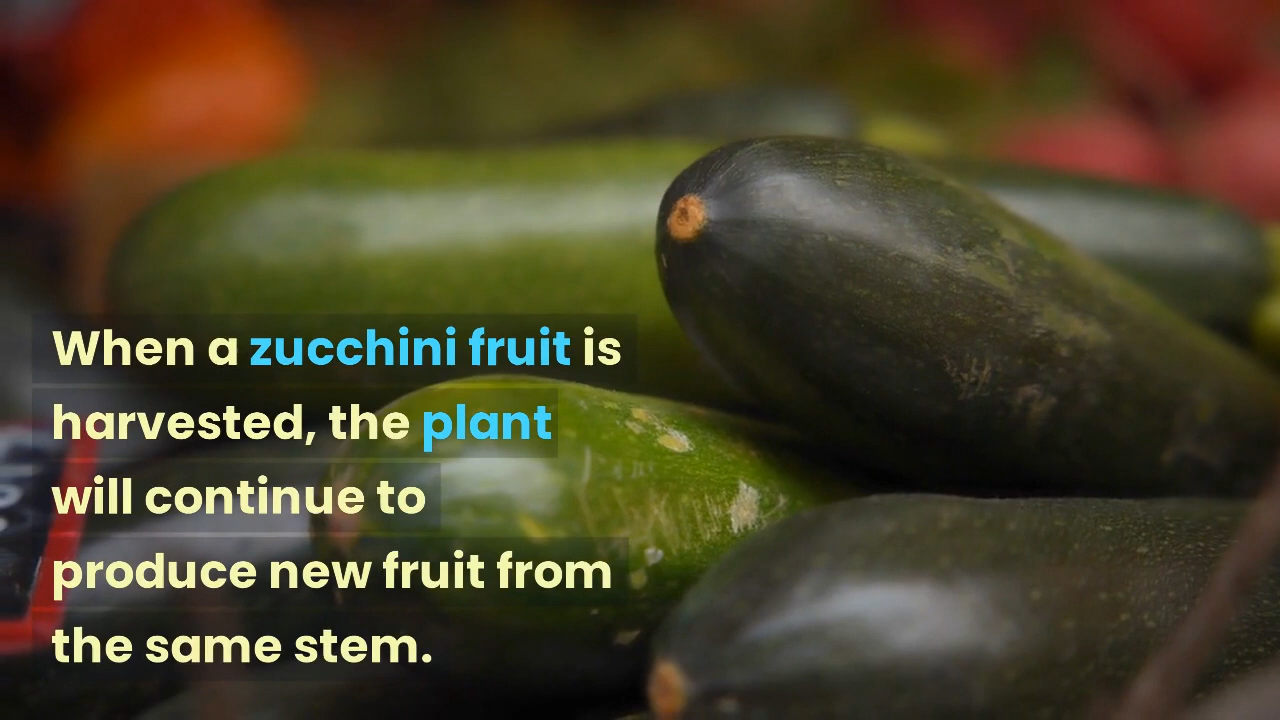 When a zucchini fruit is
harvested, the plant
will continue to
produce new fruit from
the same stem.